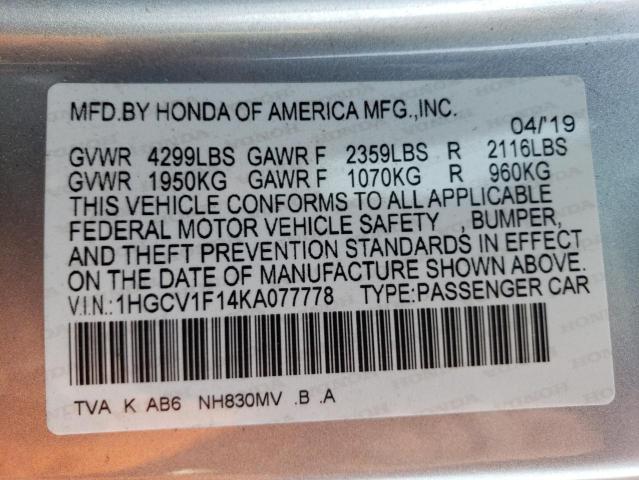 MFD.BY HONDA OF AMERICA MFG.,INC.
04/'19
GVWR 4299LBS GAWR F 2359LBS R 2116LBS
GVWR 1950KG GAWR F 1070KG R 960KG
THIS VEHICLE CONFORMS TO ALL APPLICABLE
FEDERAL MOTOR VEHICLE SAFETY , BUMPER,
AND THEFT PREVENTION STANDARDS IN EFFECT
ON THE DATE OF MANUFACTURE SHOWN ABOVE.
V.I.N.:1HGCV1F14KA077778 TYPE:PASSENGER CAR
TVA K AB6 NH830MV .B .A